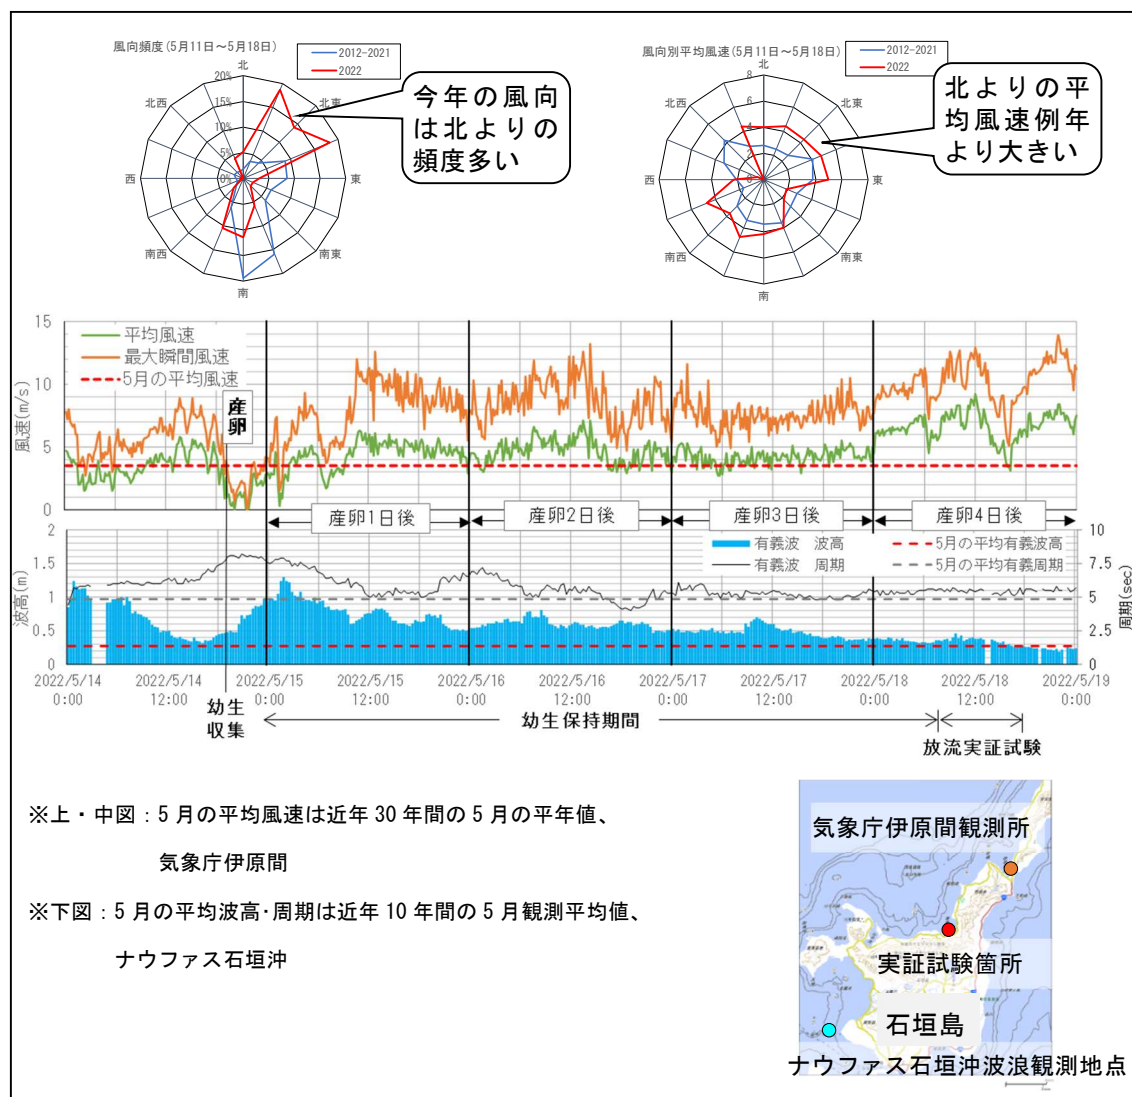 風向頻度(5月11日～5月18日)
2012-2021
2022
北
北東
東
南東
南
南西
西
北西
20%
15%
10%
5%
0%
今年の風向
は北よりの
頻度多い
風向別平均風速(5月11日～5月18日)
2012-2021
2022
北
北東
東
南東
南
南西
西
北西
8
6
4
2
0
北よりの平
均風速例年
より大きい
風速(m/s)
15
10
5
0
平均風速
最大瞬間風速
5月の平均風速
産卵
産卵1日後
産卵2日後
産卵3日後
産卵4日後
波高(m)
2
1.5
1
0.5
0
有義波 波高
5月の平均有義波高
有義波 周期
5月の平均有義周期
10
7.5
5
2.5
0
周期(sec)
2022/5/14 2022/5/14 2022/5/15 2022/5/15 2022/5/16 2022/5/16 2022/5/17 2022/5/17 2022/5/18 2022/5/18 2022/5/19
0:00 12:00 0:00 12:00 0:00 12:00 0:00 12:00 0:00 12:00 0:00
幼生
収集
幼生保持期間
放流実証試験
※上・中図：5月の平均風速は近年30年間の5月の平年値、
気象庁伊原間
※下図：5月の平均波高・周期は近年10年間の5月観測平均値、
ナウファス石垣沖
気象庁伊原間観測所
実証試験箇所
石垣島
ナウファス石垣沖波浪観測地点